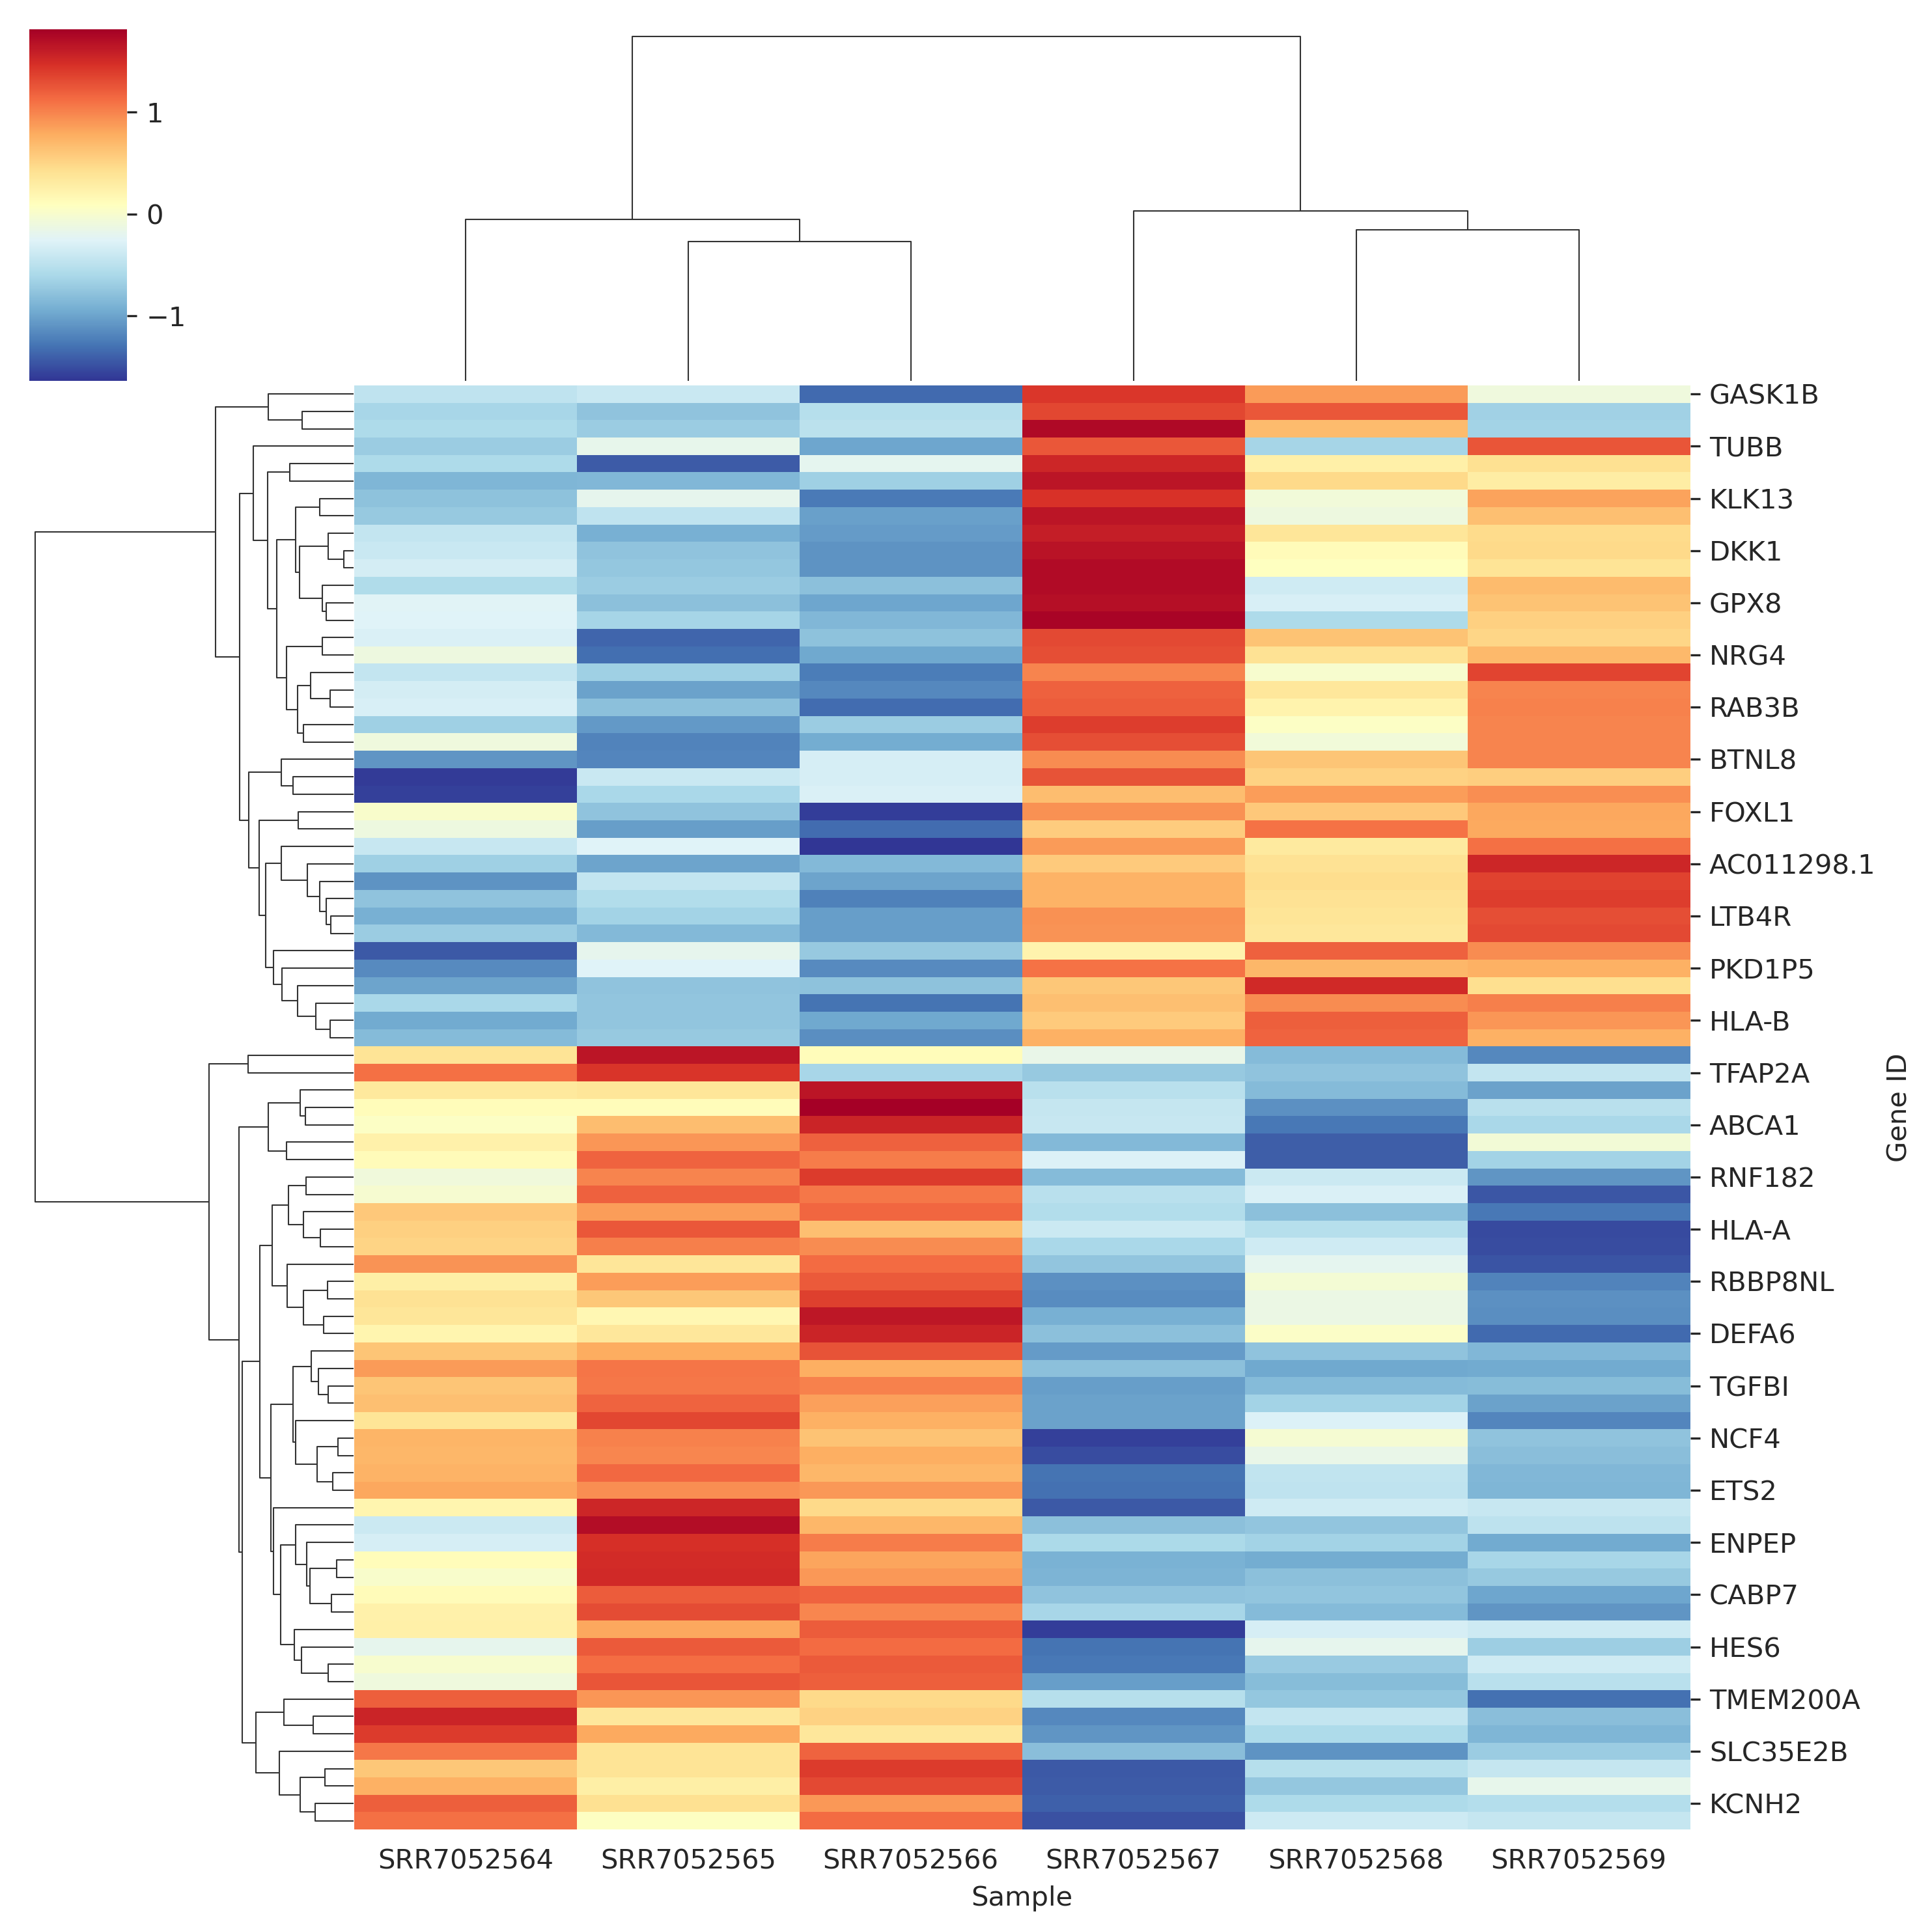 1
0
−1
GASK1B
TUBB
KLK13
DKK1
GPX8
NRG4
RAB3B
BTNL8
FOXL1
AC011298.1
LTB4R
PKD1P5
HLA-B
TFAP2A
ABCA1
RNF182
HLA-A
RBBP8NL
DEFA6
TGFBI
NCF4
ETS2
ENPEP
CABP7
HES6
TMEM200A
SLC35E2B
KCNH2
Gene ID
SRR7052564 SRR7052565 SRR7052566 SRR7052567 SRR7052568 SRR7052569
Sample